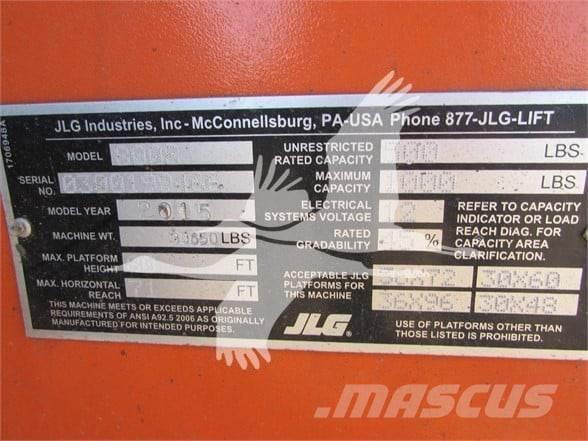 JLG Industries, Inc - McConnellsburg, PA-USA Phone 877-JLG-LIFT
1706948A
MODEL
SERIAL NO.
MODEL YEAR 2015
MACHINE WT. LBS
MAX. PLATFORM HEIGHT FT
MAX. HORIZONTAL REACH FT
THIS MACHINE MEETS OR EXCEEDS APPLICABLE
REQUIREMENTS OF ANSI A92.5 2006 AS ORIGINALLY
MANUFACTURED FOR INTENDED PURPOSES.
UNRESTRICTED RATED CAPACITY LBS
MAXIMUM CAPACITY 1000 LBS
ELECTRICAL SYSTEMS VOLTAGE 12
RATED GRADABILITY %
REFER TO CAPACITY
INDICATOR OR LOAD
REACH DIAG. FOR
CAPACITY AREA
CLARIFICATION.
ACCEPTABLE JLG
PLATFORMS FOR
THIS MACHINE
36X72 30X60
36X96 30X48
JLG
USE OF PLATFORMS OTHER THAN
THOSE LISTED IS PROHIBITED.
MASCUS